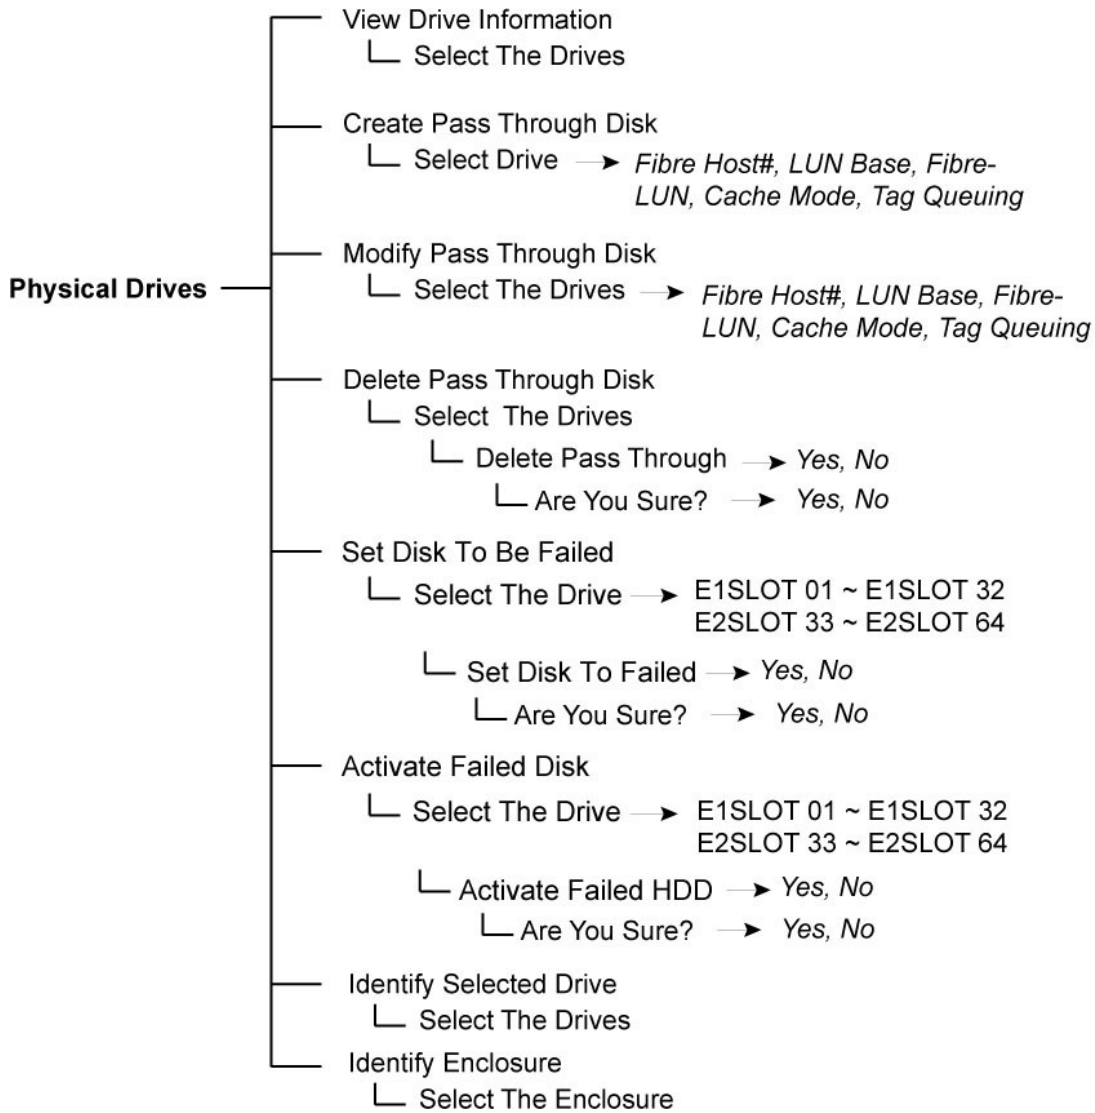 View Drive Information
Select The Drives
Create Pass Through Disk
Select Drive Fibre Host#, LUN Base, Fibre-
LUN, Cache Mode, Tag Queuing
Modify Pass Through Disk
Physical Drives
Select The Drives Fibre Host#, LUN Base, Fibre-
LUN, Cache Mode, Tag Queuing
Delete Pass Through Disk
Select The Drives
Delete Pass Through Yes, No
Are You Sure? Yes, No
Set Disk To Be Failed
Select The Drive E1SLOT 01 ~ E1SLOT 32
E2SLOT 33 ~ E2SLOT 64
Set Disk To Failed Yes, No
Are You Sure? Yes, No
Activate Failed Disk
Select The Drive E1SLOT 01 ~ E1SLOT 32
E2SLOT 33 ~ E2SLOT 64
Activate Failed HDD Yes, No
Are You Sure? Yes, No
Identify Selected Drive
Select The Drives
Identify Enclosure
Select The Enclosure